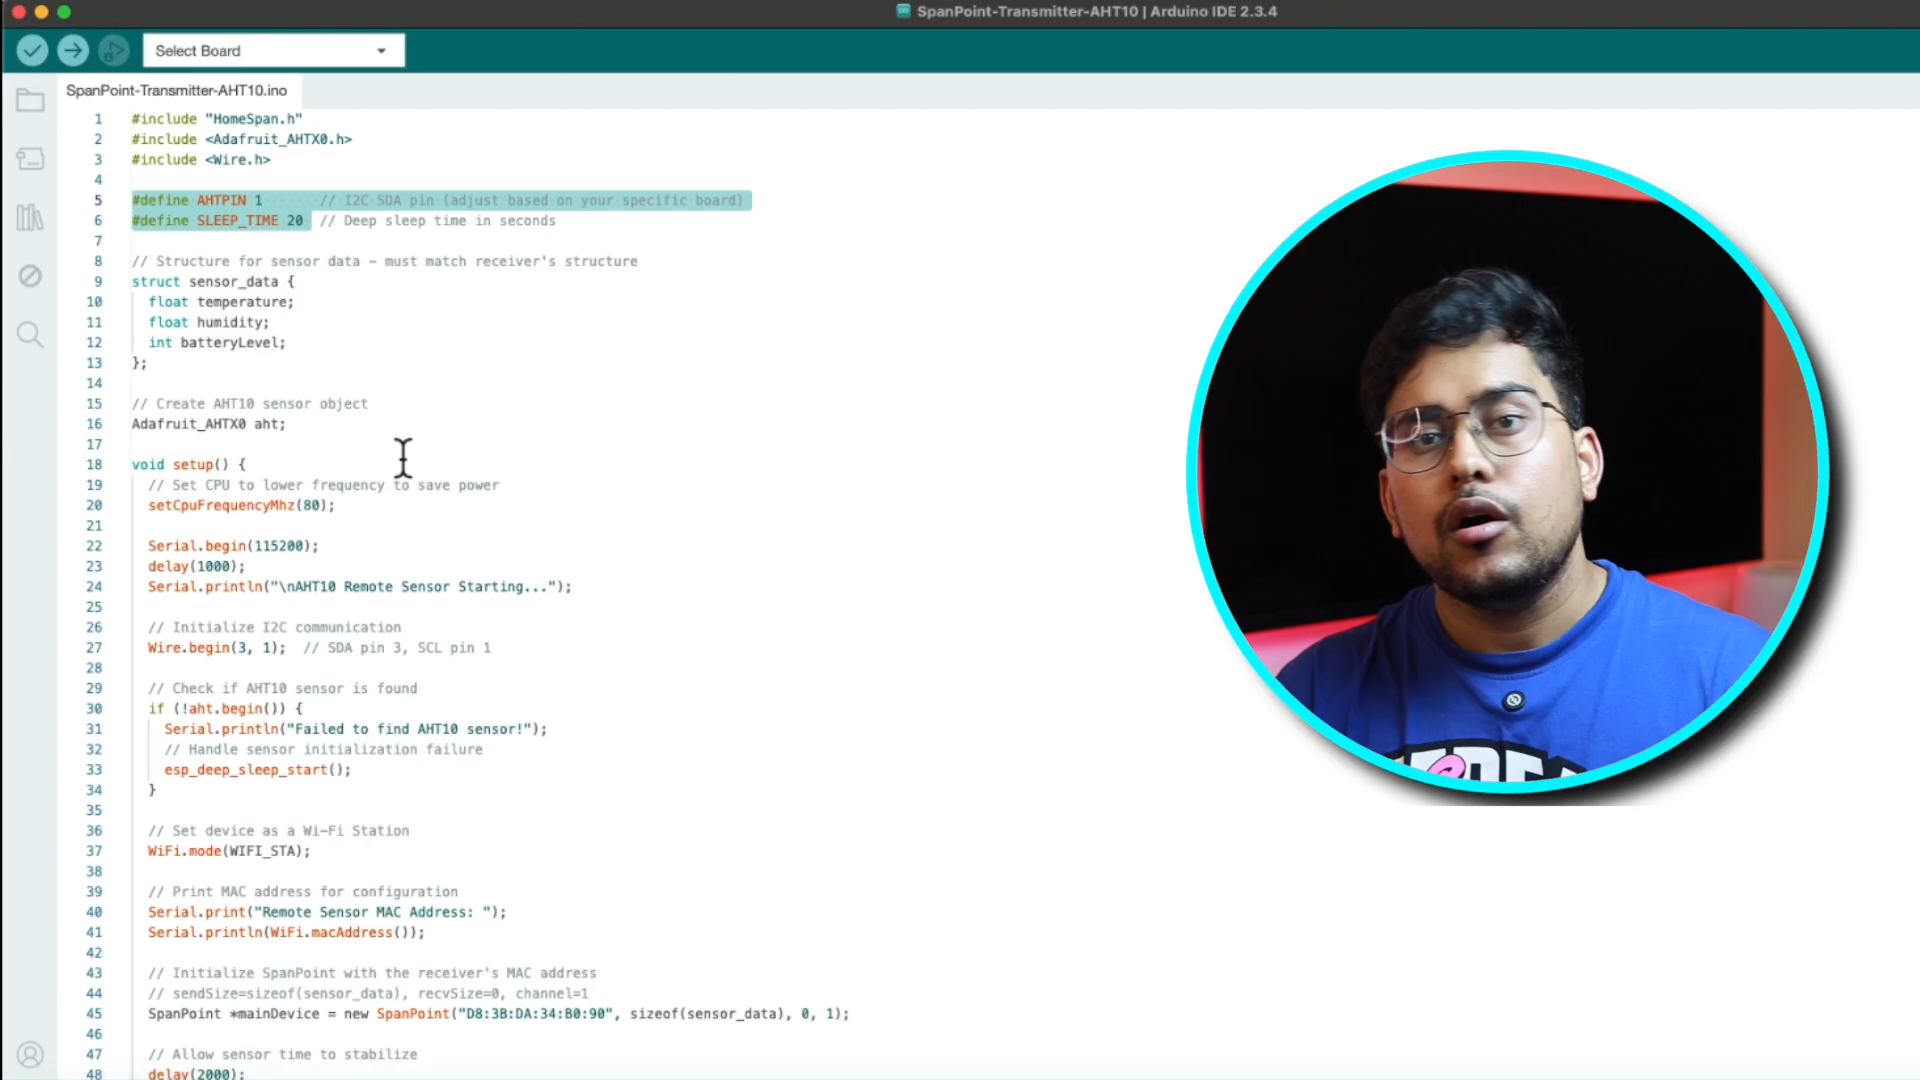 SpanPoint-Transmitter-AHT10 | Arduino IDE 2.3.4
Select Board
SpanPoint-Transmitter-AHT10.ino
1 #include "HomeSpan.h"
2 #include <Adafruit_AHTX0.h>
3 #include <Wire.h>
4
5 #define AHTPIN 1 // I2C SDA pin (adjust based on your specific board)
6 #define SLEEP_TIME 20 // Deep sleep time in seconds
7
8 // Structure for sensor data – must match receiver's structure
9 struct sensor_data {
10 float temperature;
11 float humidity;
12 int batteryLevel;
13 };
14
15 // Create AHT10 sensor object
16 Adafruit_AHTX0 aht;
17
18 void setup() {
19 // Set CPU to lower frequency to save power
20 setCpuFrequencyMhz(80);
21
22 Serial.begin(115200);
23 delay(1000);
24 Serial.println("\nAHT10 Remote Sensor Starting...");
25
26 // Initialize I2C communication
27 Wire.begin(3, 1); // SDA pin 3, SCL pin 1
28
29 // Check if AHT10 sensor is found
30 if (!aht.begin()) {
31 Serial.println("Failed to find AHT10 sensor!");
32 // Handle sensor initialization failure
33 esp_deep_sleep_start();
34 }
35
36 // Set device as a Wi-Fi Station
37 WiFi.mode(WIFI_STA);
38
39 // Print MAC address for configuration
40 Serial.print("Remote Sensor MAC Address: ");
41 Serial.println(WiFi.macAddress());
42
43 // Initialize SpanPoint with the receiver's MAC address
44 // sendSize=sizeof(sensor_data), recvSize=0, channel=1
45 SpanPoint *mainDevice = new SpanPoint("D8:3B:DA:34:B0:90", sizeof(sensor_data), 0, 1);
46
47 // Allow sensor time to stabilize
48 delay(2000);